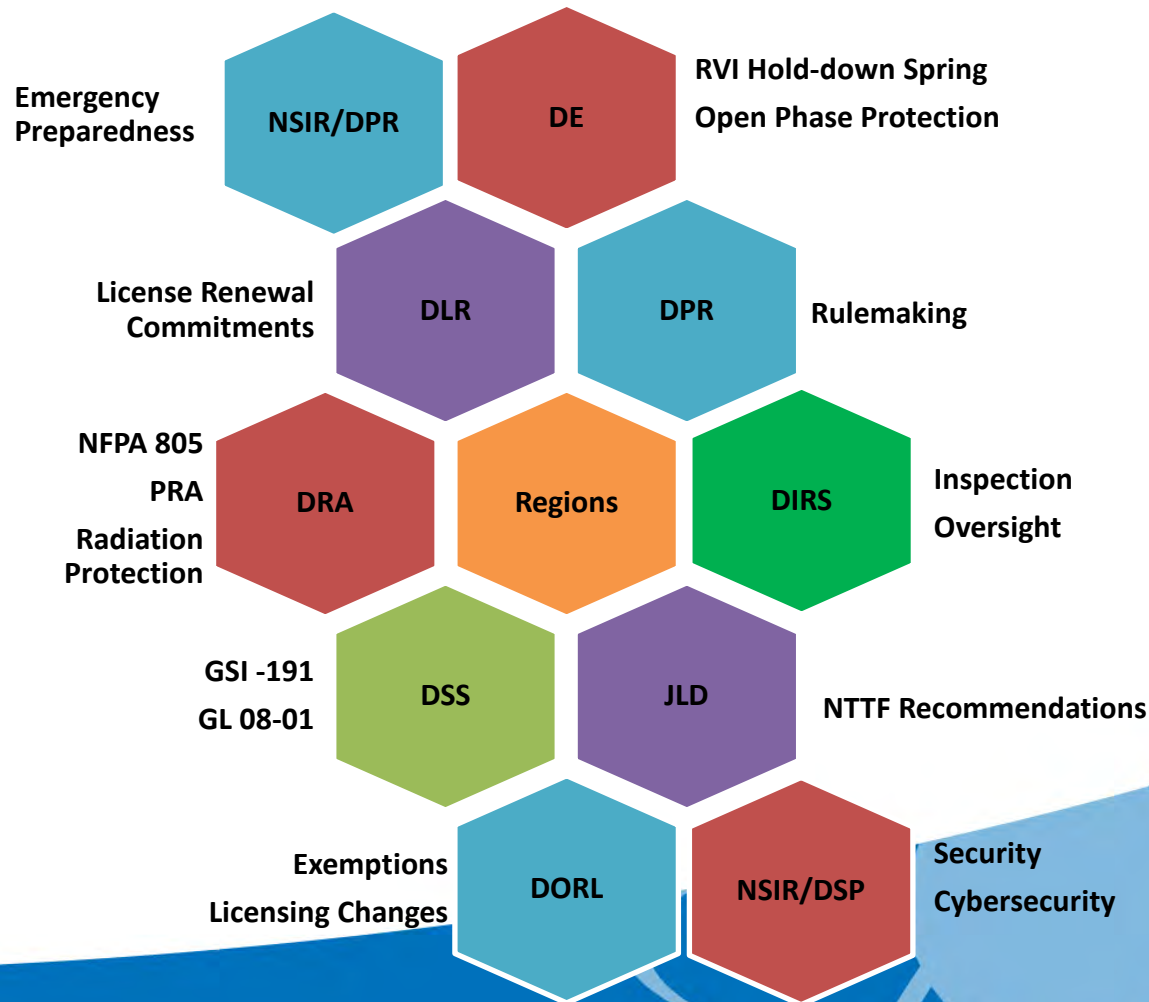 Emergency
Preparedness
NSIR/DPR
DE
RVI Hold-down Spring
Open Phase Protection
License Renewal
Commitments
DLR
DPR
Rulemaking
NFPA 805
PRA
Radiation
Protection
DRA
Regions
DIRS
Inspection
Oversight
GSI -191
GL 08-01
DSS
JLD
NTTF Recommendations
Exemptions
Licensing Changes
DORL
NSIR/DSP
Security
Cybersecurity